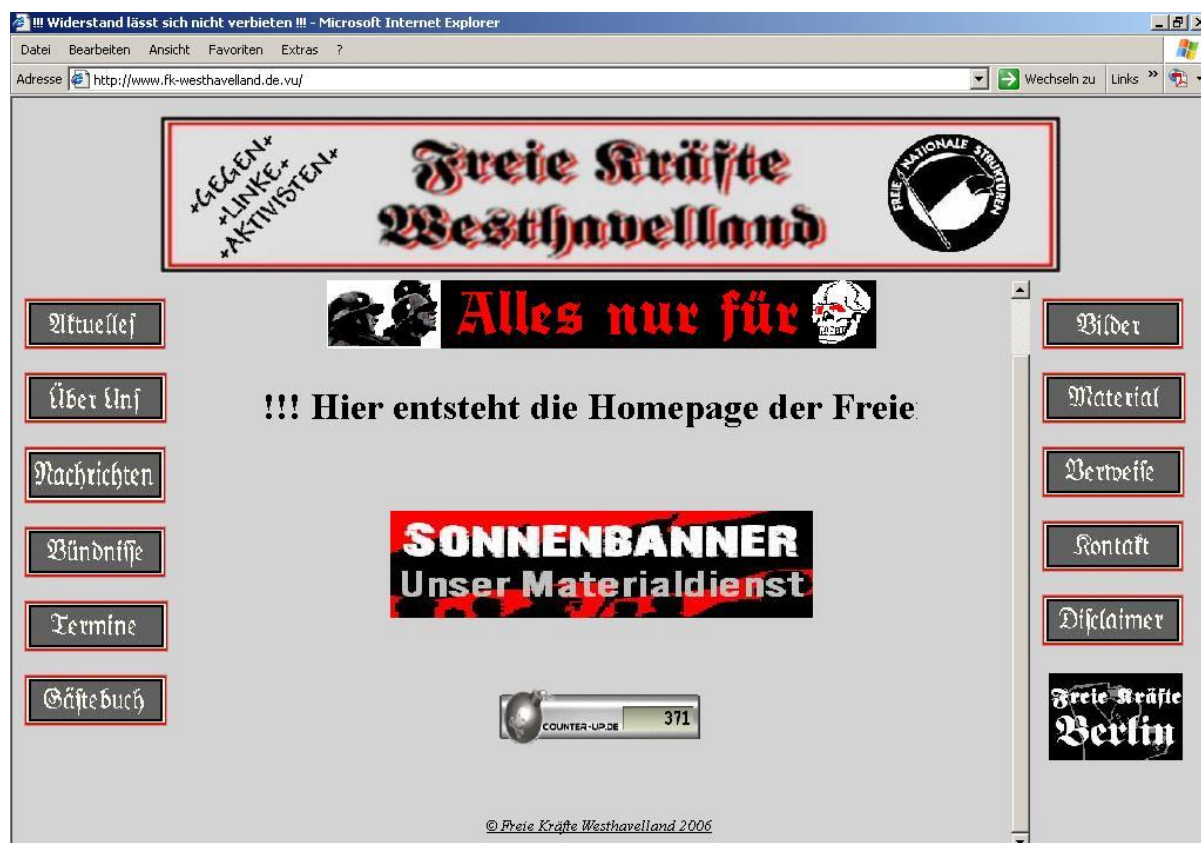 !!! Widerstand lässt sich nicht verbieten !!! - Microsoft Internet Explorer
Datei Bearbeiten Ansicht Favoriten Extras ?
Adresse http://www.fk-westhavelland.de.vu/ Wechseln zu Links »
+GEGEN+
+LINKE+
+AKTIVISTEN+
Freie Kräfte
Westhavelland
FREIE NATIONALE STRUKTUREN
Alles nur für
!!! Hier entsteht die Homepage der Freie
SONNENBANNER
Unser Materialdienst
COUNTER-UP.DE 371
© Freie Kräfte Westhavelland 2006
Aktuelles
Über Uns
Nachrichten
Bündnisse
Termine
Gästebuch
Bilder
Material
Verweise
Kontakt
Disclaimer
Freie Kräfte
Berlin